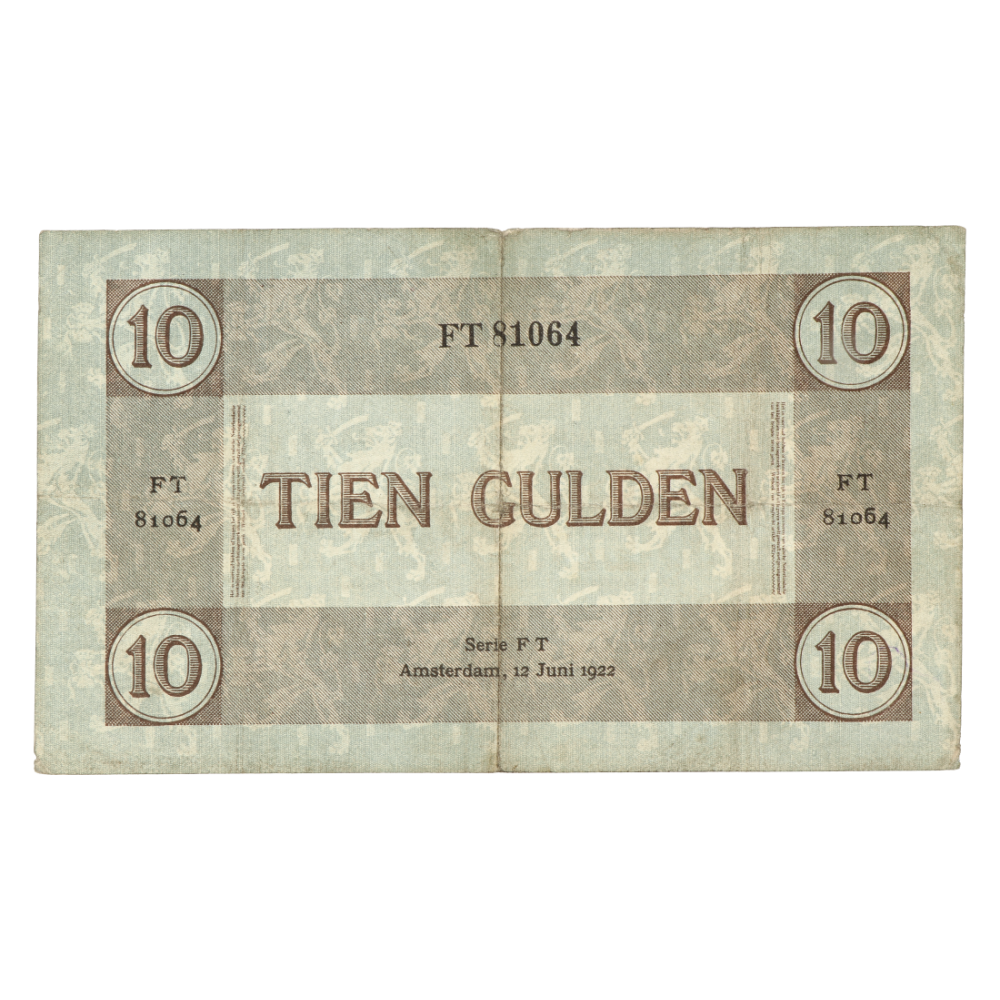 10
10
FT 81064
FT
81064
TIEN GULDEN
FT
81064
10
10
Serie F T
Amsterdam, 12 Juni 1922